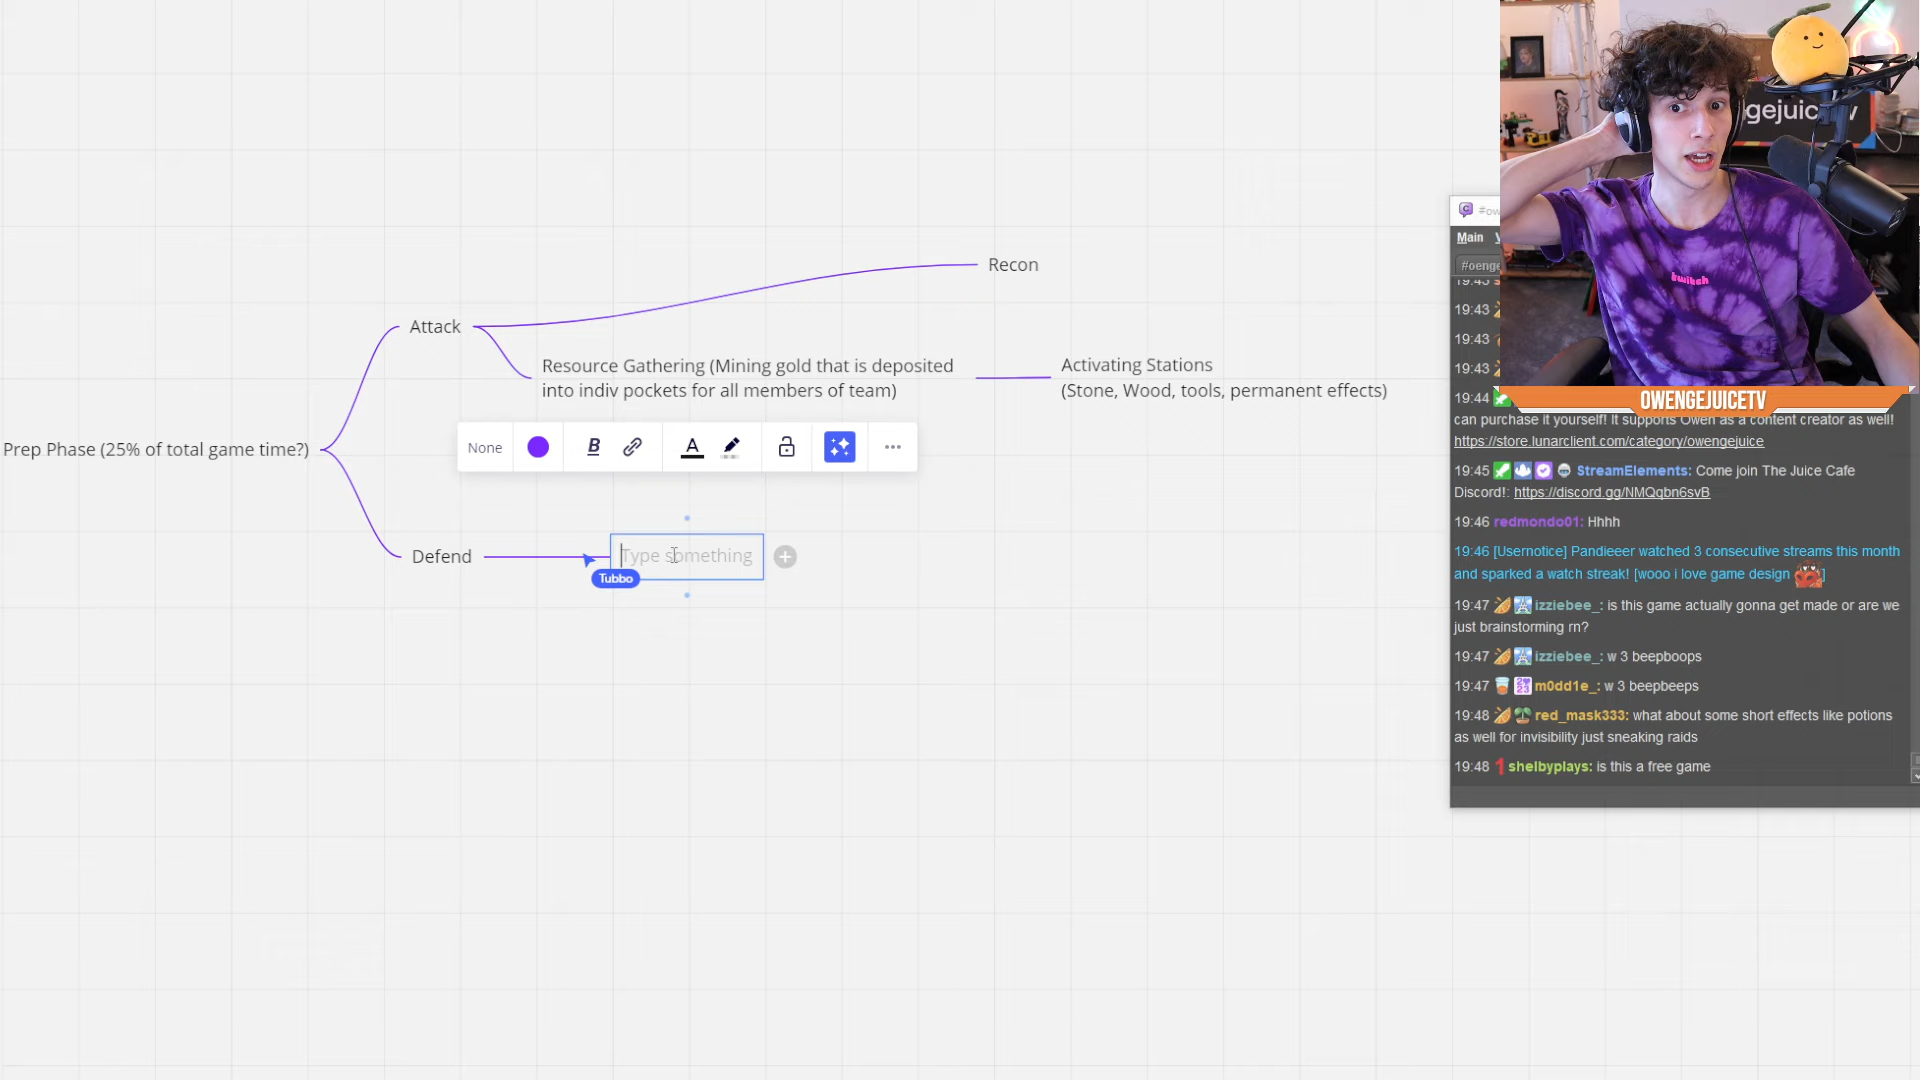 Recon
Attack
Resource Gathering (Mining gold that is deposited
into indiv pockets for all members of team)
Activating Stations
(Stone, Wood, tools, permanent effects)
Prep Phase (25% of total game time?)
None
B
A
Defend
Type something
Tubbo
gejuic
v
twitch
OWENGEJUICETV
#ow
Main
#oenge
19:43
19:43
19:43
19:43
19:44
can purchase it yourself! It supports Owen as a content creator as well!
https://store.lunarclient.com/category/owengejuice
19:45 StreamElements: Come join The Juice Cafe
Discord!: https://discord.gg/NMQqbn6svB
19:46 redmondo01: Hhhh
19:46 [Usernotice] Pandieeer watched 3 consecutive streams this month
and sparked a watch streak! [wooo i love game design ]
19:47 izziebee_: is this game actually gonna get made or are we
just brainstorming rn?
19:47 izziebee_: w 3 beepboops
19:47 m0dd1e_: w 3 beepbeeps
19:48 red_mask333: what about some short effects like potions
as well for invisibility just sneaking raids
19:48 shelbyplays: is this a free game